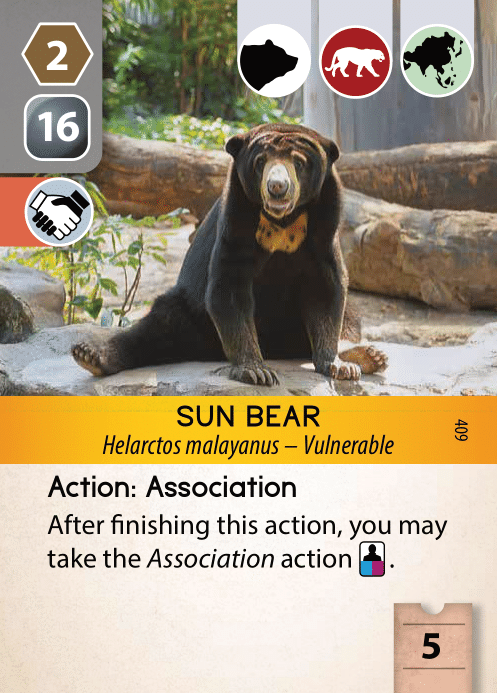 2
16
SUN BEAR
Helarctos malayanus – Vulnerable
409
Action: Association
After finishing this action, you may
take the Association action .
5